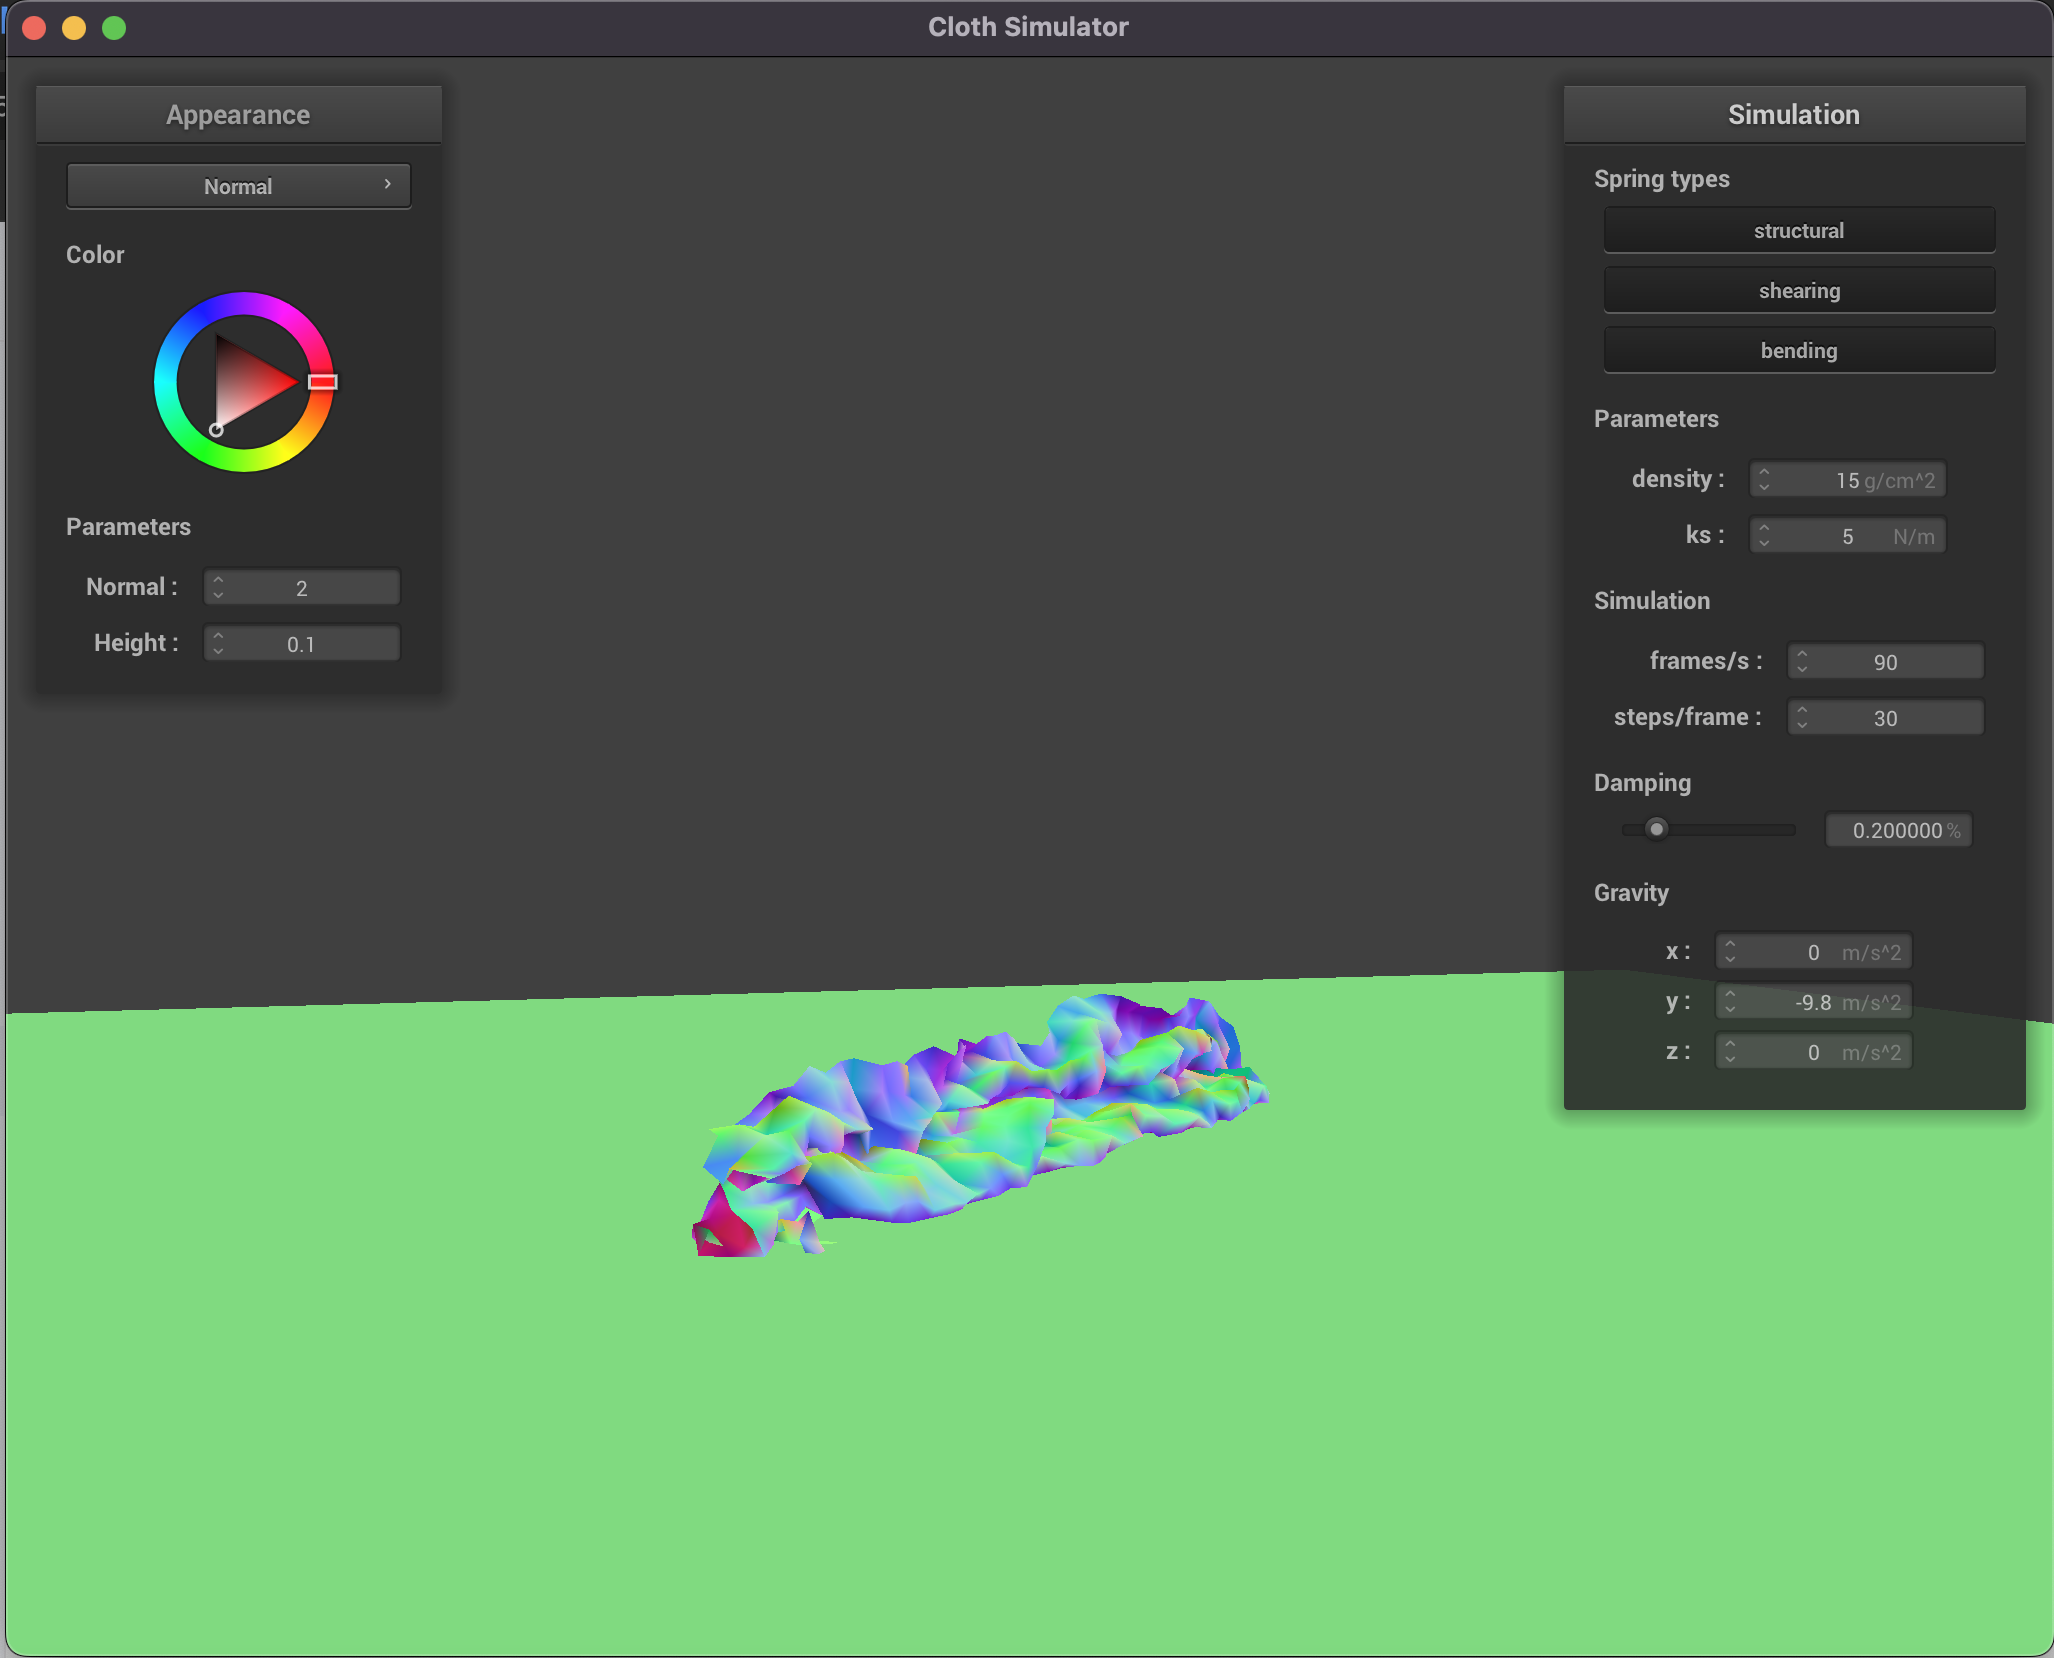 Cloth Simulator
Appearance
Normal
Color
Parameters
Normal : 2
Height : 0.1
Simulation
Spring types
structural
shearing
bending
Parameters
density : 15 g/cm^2
ks : 5 N/m
Simulation
frames/s : 90
steps/frame : 30
Damping
0.200000 %
Gravity
x : 0 m/s^2
y : -9.8 m/s^2
z : 0 m/s^2